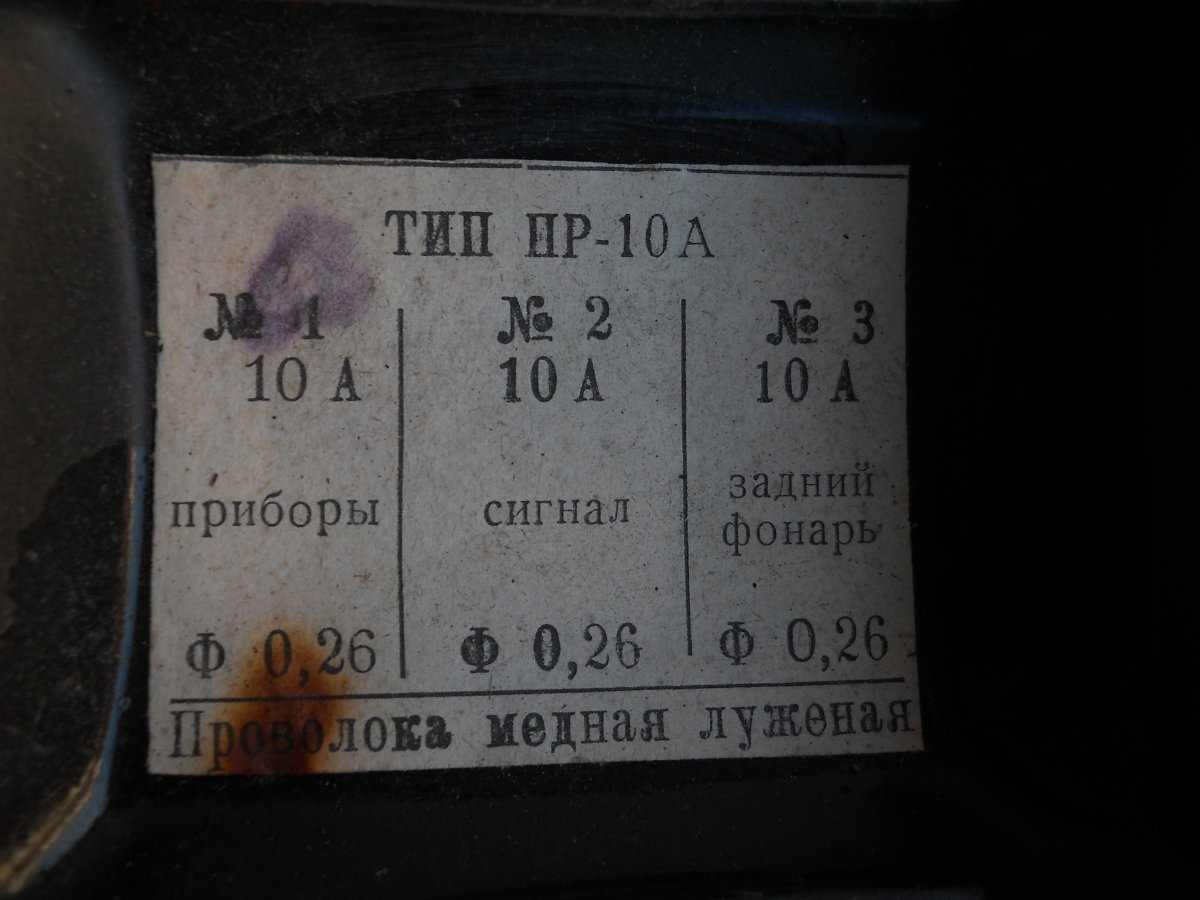 ТИП ПР-10А
№ 1 № 2 № 3
10 А 10 А 10 А
приборы сигнал задний фонарь
Ф 0,26 Ф 0,26 Ф 0,26
Проволока медная луженая